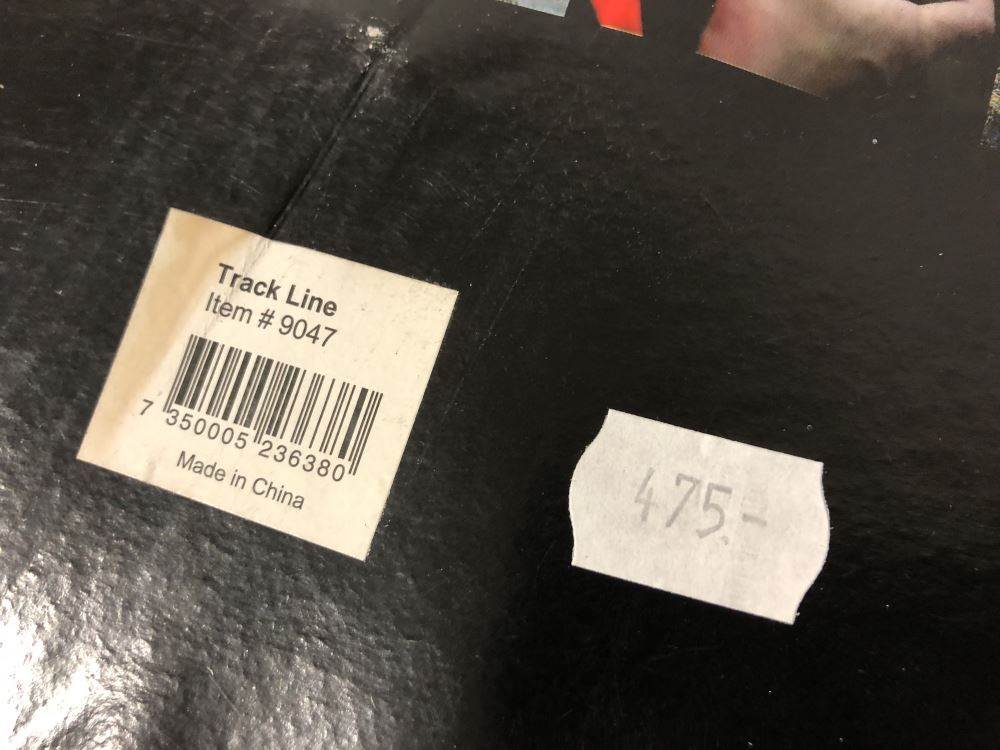 Track Line
Item # 9047
7 350005 236380
Made in China
475.-